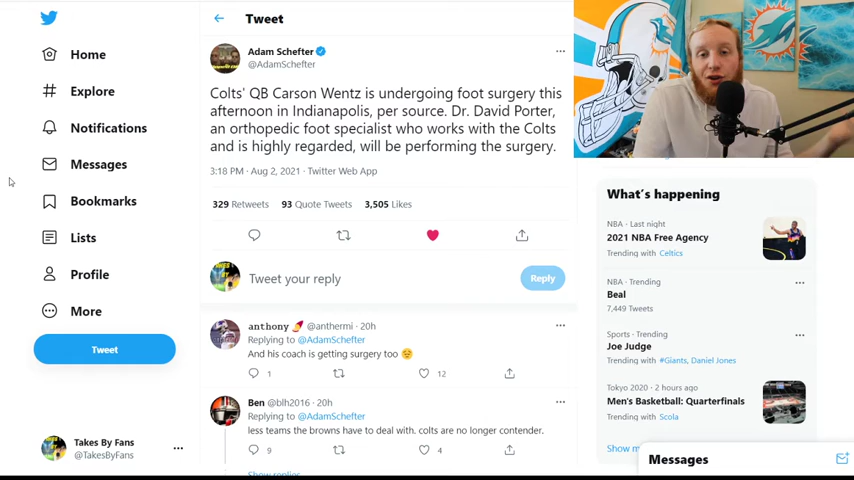 Home
Explore
Notifications
Messages
Bookmarks
Lists
Profile
More
Tweet
Takes By Fans
@TakesByFans
Tweet
Adam Schefter
@AdamSchefter
Colts' QB Carson Wentz is undergoing foot surgery this
afternoon in Indianapolis, per source. Dr. David Porter,
an orthopedic foot specialist who works with the Colts
and is highly regarded, will be performing the surgery.
3:18 PM · Aug 2, 2021 · Twitter Web App
329 Retweets 93 Quote Tweets 3,505 Likes
Tweet your reply
Reply
anthony @anthermi · 20h
Replying to @AdamSchefter
And his coach is getting surgery too
1 12
Ben @blh2016 · 20h
Replying to @AdamSchefter
less teams the browns have to deal with. colts are no longer contender.
9 4
Show replies
What's happening
NBA · Last night
2021 NBA Free Agency
Trending with Celtics
NBA · Trending
Beal
7,449 Tweets
Sports · Trending
Joe Judge
Trending with #Giants, Daniel Jones
Tokyo 2020 · 2 hours ago
Men's Basketball: Quarterfinals
Trending with Scola
Show m
Messages